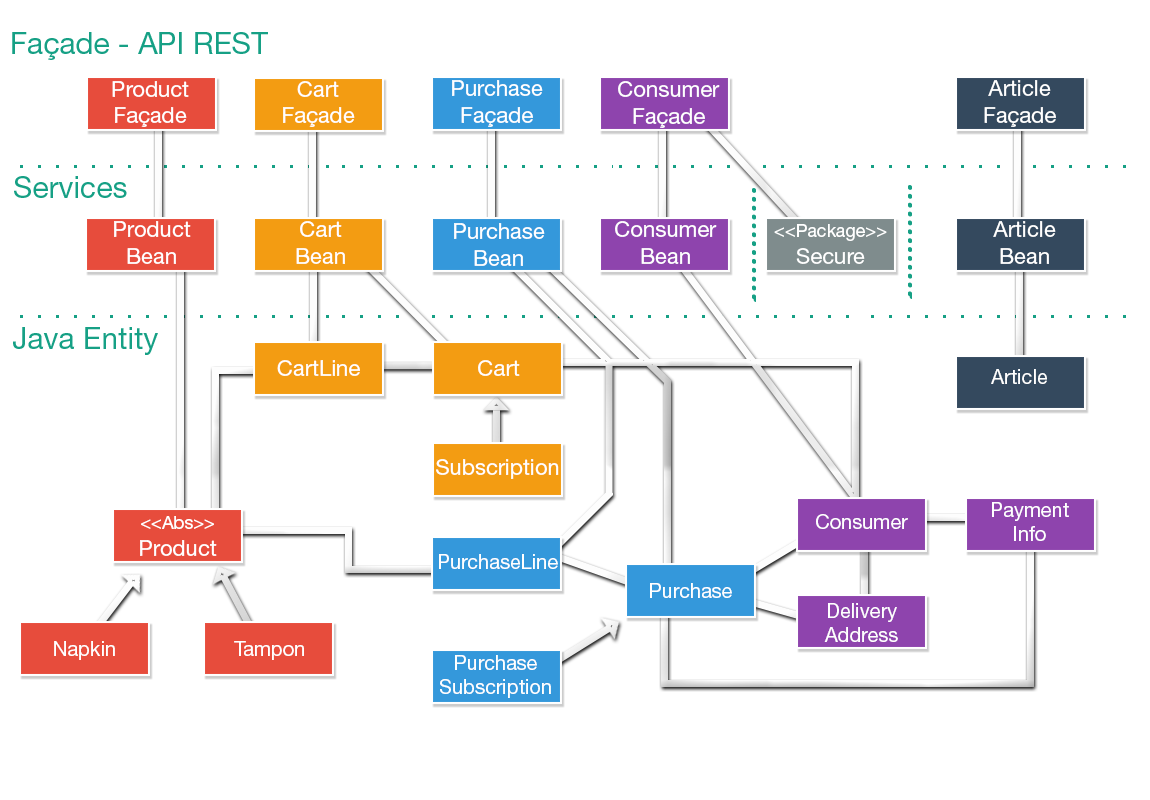 Façade - API REST
Product
Façade
Cart
Façade
Purchase
Façade
Consumer
Façade
Article
Façade
Services
Product
Bean
Cart
Bean
Purchase
Bean
Consumer
Bean
<<Package>>
Secure
Article
Bean
Java Entity
CartLine
Cart
Article
Subscription
<<Abs>>
Product
PurchaseLine
Consumer
Payment
Info
Purchase
Delivery
Address
Napkin
Tampon
Purchase
Subscription